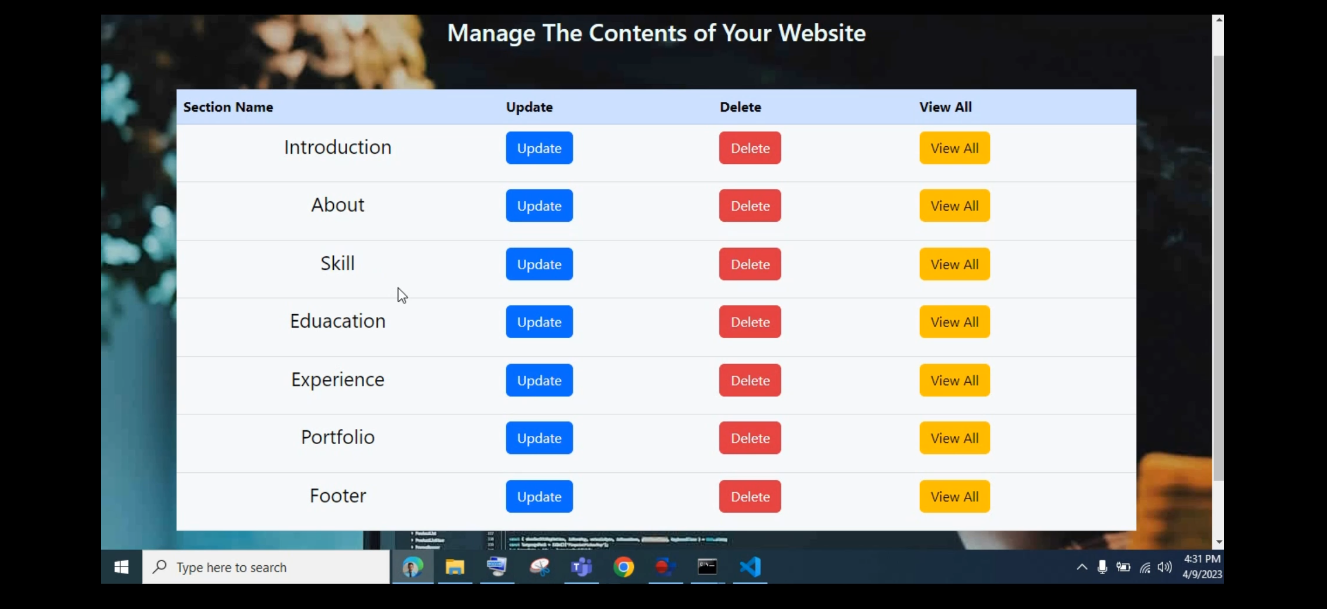 Manage The Contents of Your Website
Section Name Update Delete View All
Introduction Update Delete View All
About Update Delete View All
Skill Update Delete View All
Eduacation Update Delete View All
Experience Update Delete View All
Portfolio Update Delete View All
Footer Update Delete View All
Type here to search
4:31 PM
4/9/2023